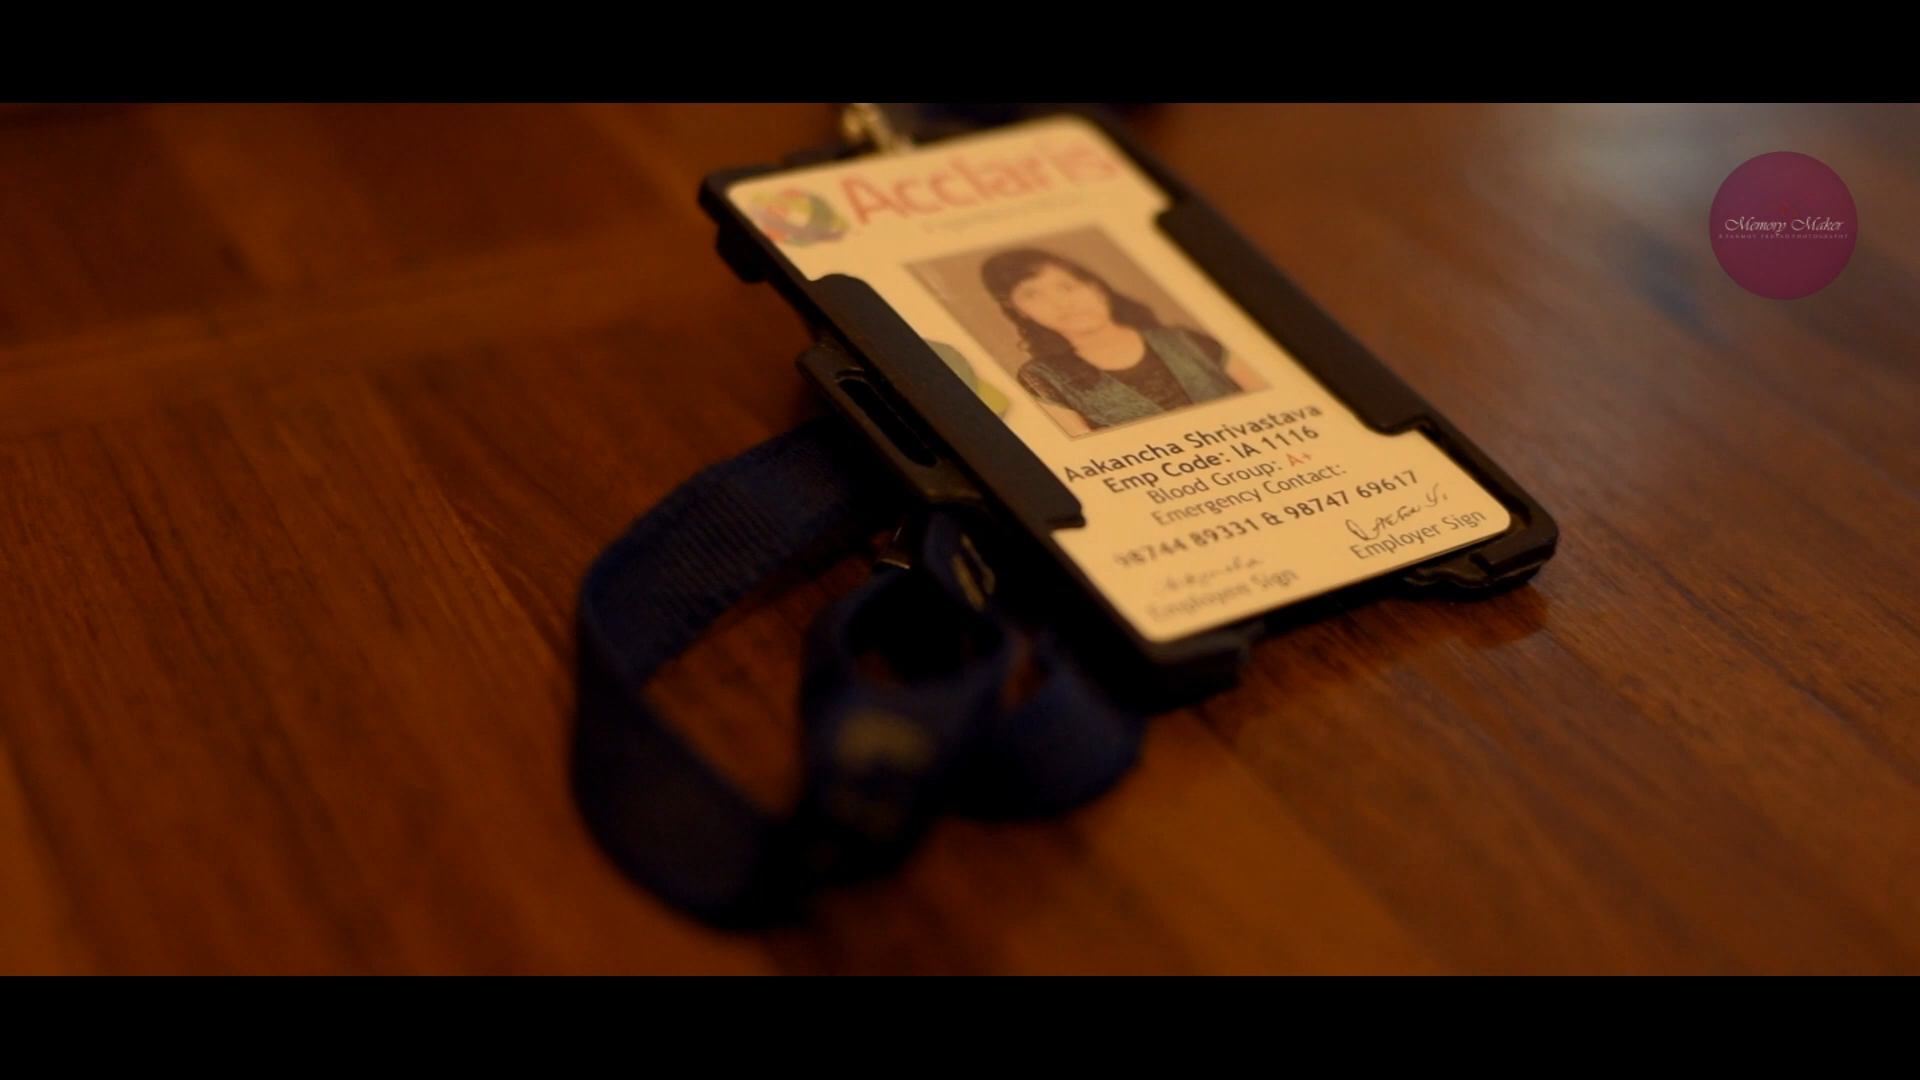 Acclaris
Aakancha Shrivastava
Emp Code: IA 1116
Blood Group: A+
Emergency Contact:
98744 89331 & 98747 69617
Employer Sign
Employee Sign
Memory Maker